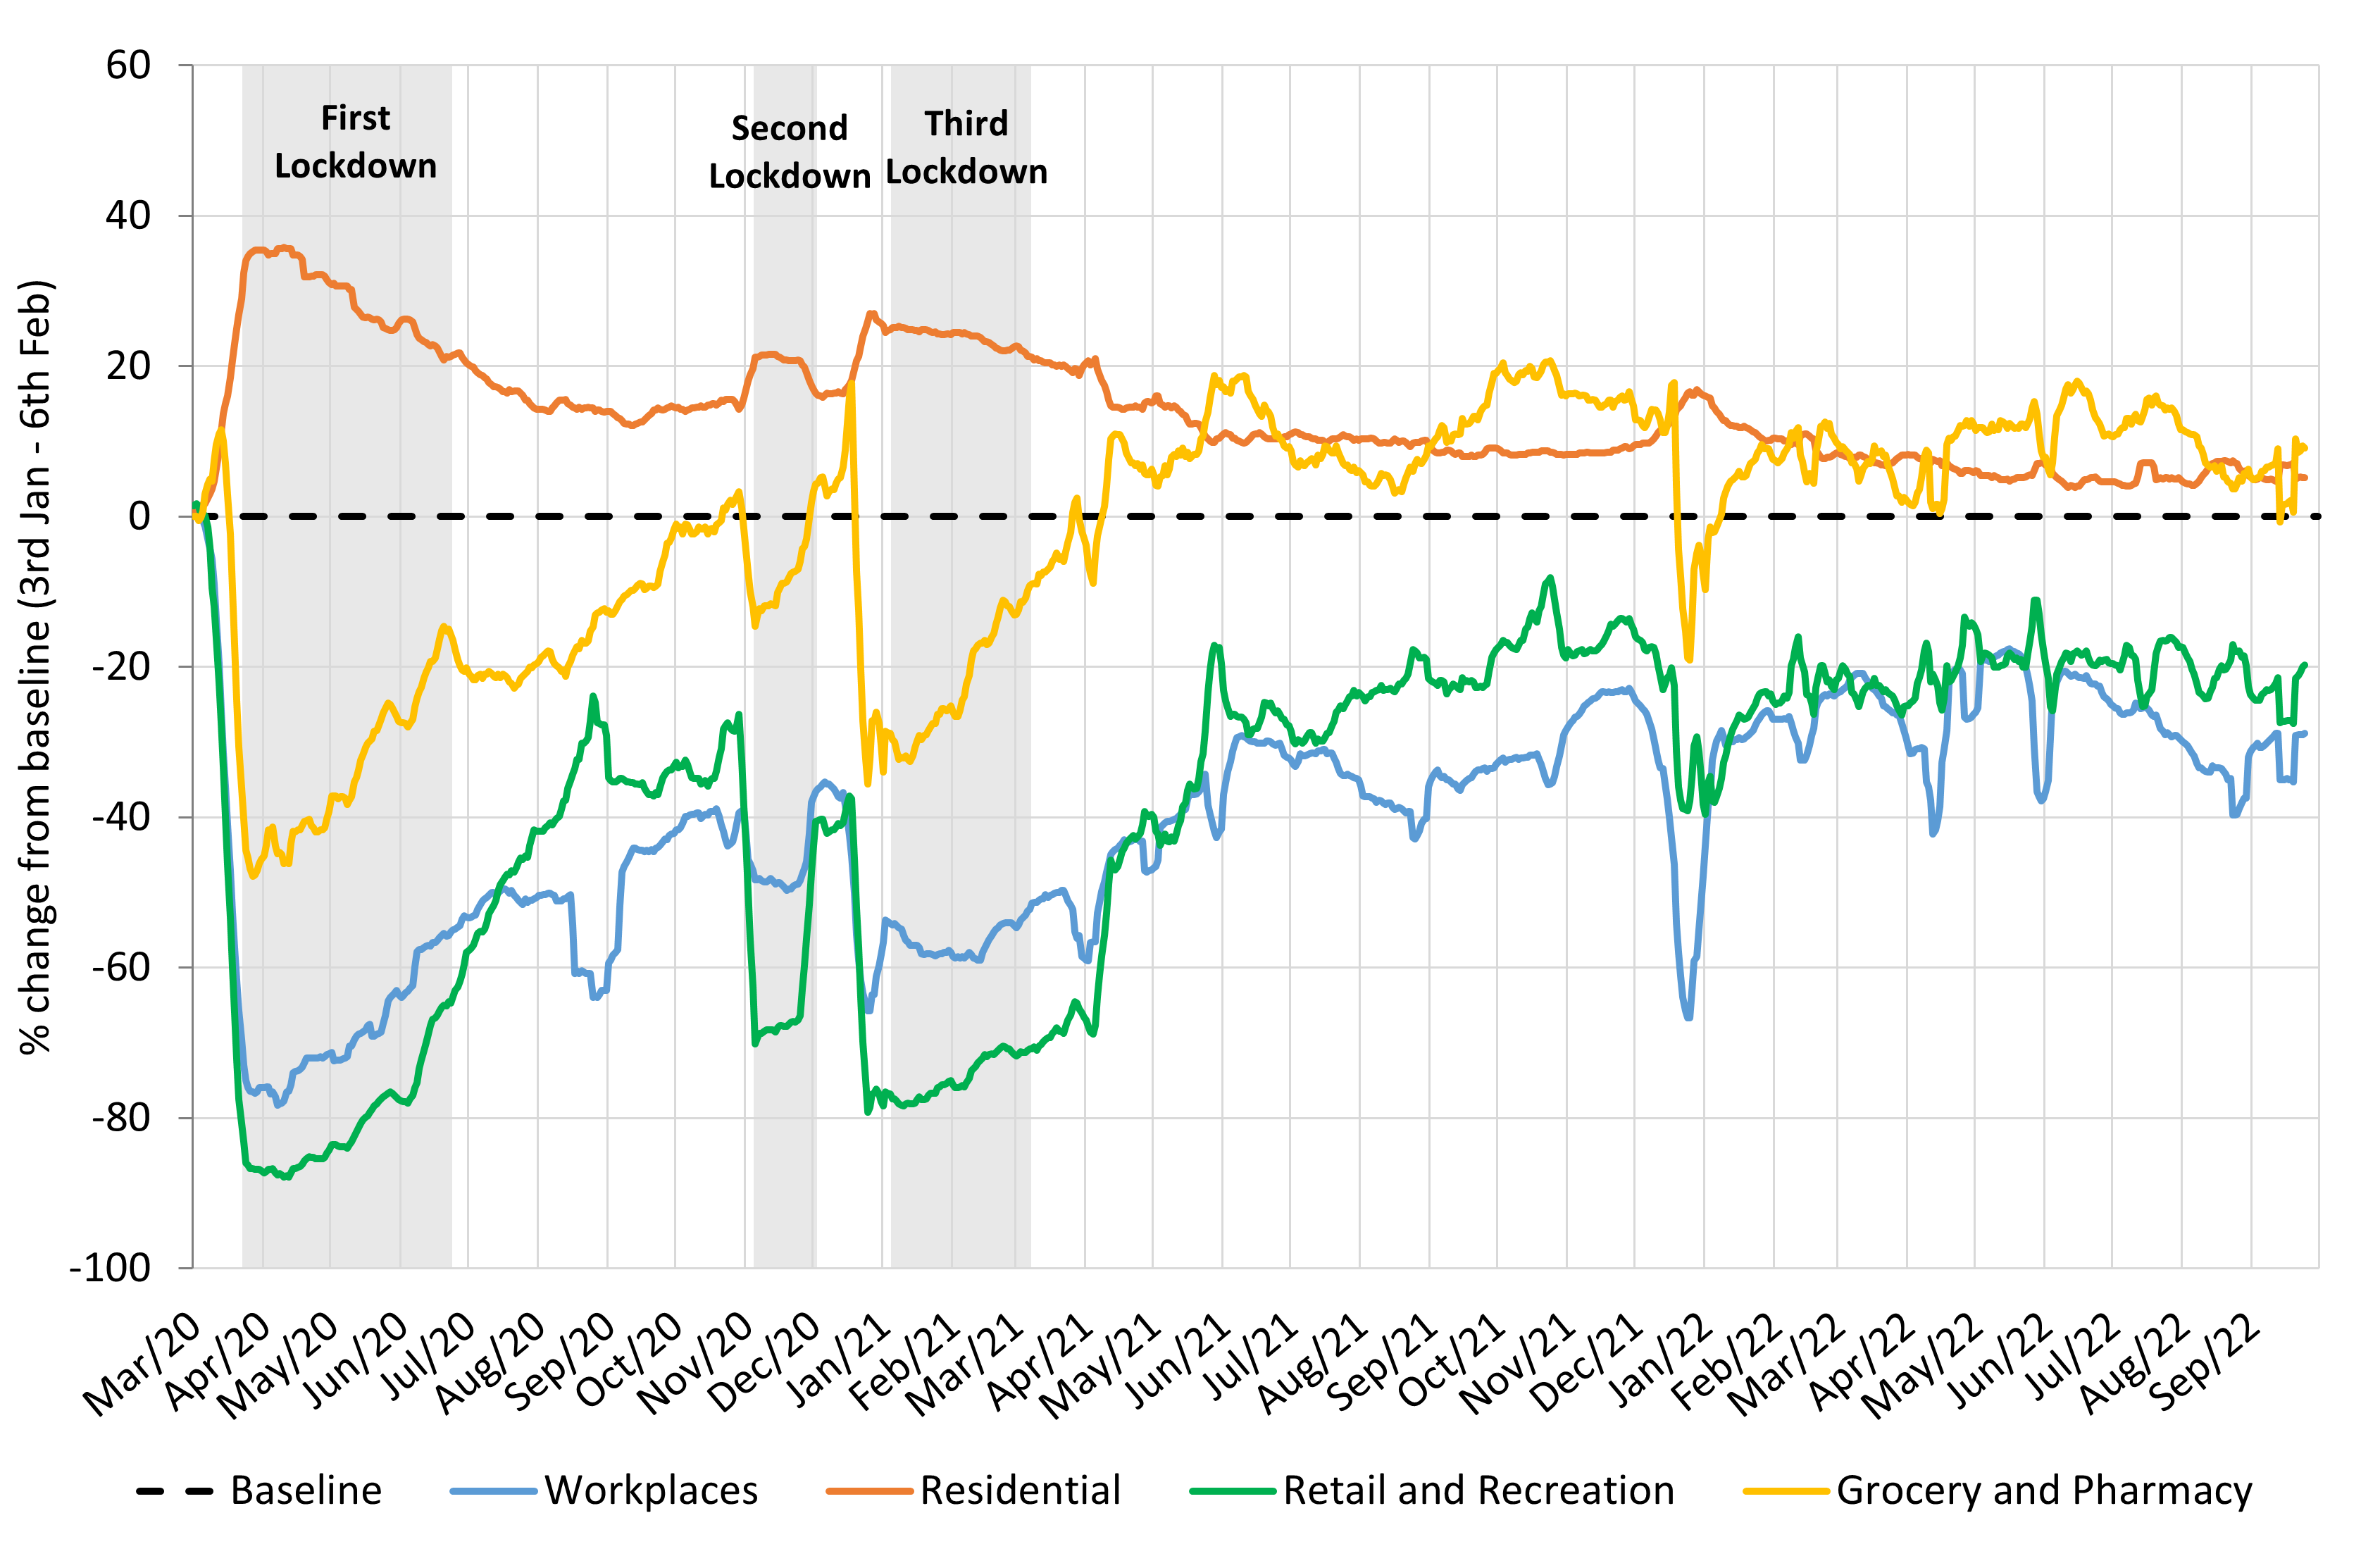 60
40
20
0
-20
-40
-60
-80
-100
% change from baseline (3rd Jan - 6th Feb)
First
Lockdown
Second
Lockdown
Third
Lockdown
Mar/20
Apr/20
May/20
Jun/20
Jul/20
Aug/20
Sep/20
Oct/20
Nov/20
Dec/20
Jan/21
Feb/21
Mar/21
Apr/21
May/21
Jun/21
Jul/21
Aug/21
Sep/21
Oct/21
Nov/21
Dec/21
Jan/22
Feb/22
Mar/22
Apr/22
May/22
Jun/22
Jul/22
Aug/22
Sep/22
Baseline Workplaces Residential Retail and Recreation Grocery and Pharmacy